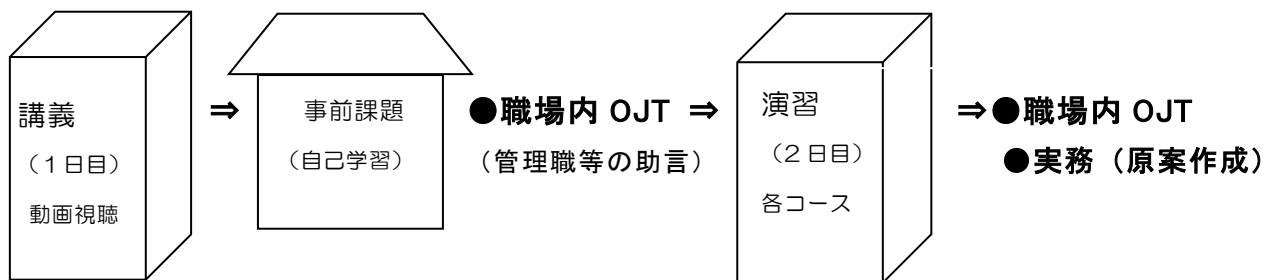 講義
（１日目）
動画視聴
⇒
事前課題
（自己学習）
●職場内 OJT ⇒
（管理職等の助言）
演習
（２日目）
各コース
⇒●職場内 OJT
●実務（原案作成）